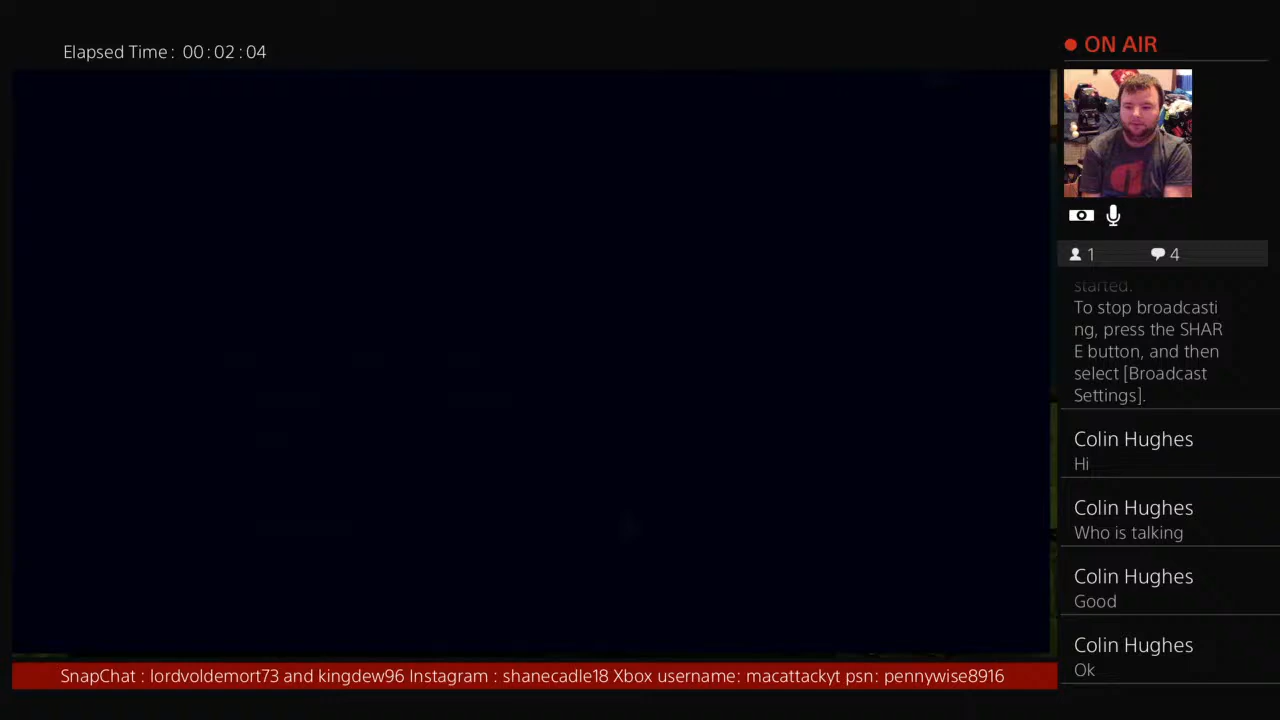 Elapsed Time: 00:02:04
ON AIR
1 4
started.
To stop broadcasti
ng, press the SHAR
E button, and then
select [Broadcast
Settings].
Colin Hughes
Hi
Colin Hughes
Who is talking
Colin Hughes
Good
Colin Hughes
Ok
SnapChat : lordvoldemort73 and kingdew96 Instagram : shanecadle18 Xbox username: macattackyt psn: pennywise8916